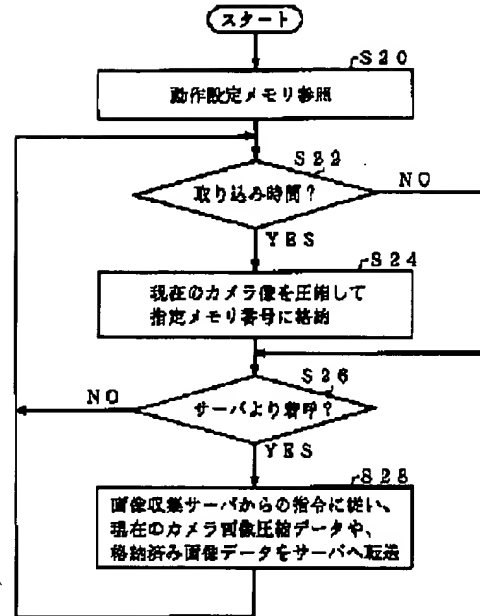 スタート
S20
動作設定メモリ参照
S22
取り込み時間?
NO
YES
S24
現在のカメラ像を圧縮して
指定メモリ番号に格納
S26
NO
サーバより着呼?
YES
S28
画像収集サーバからの指令に従い、
現在のカメラ画像圧縮データや、
格納済み画像データをサーバへ転送